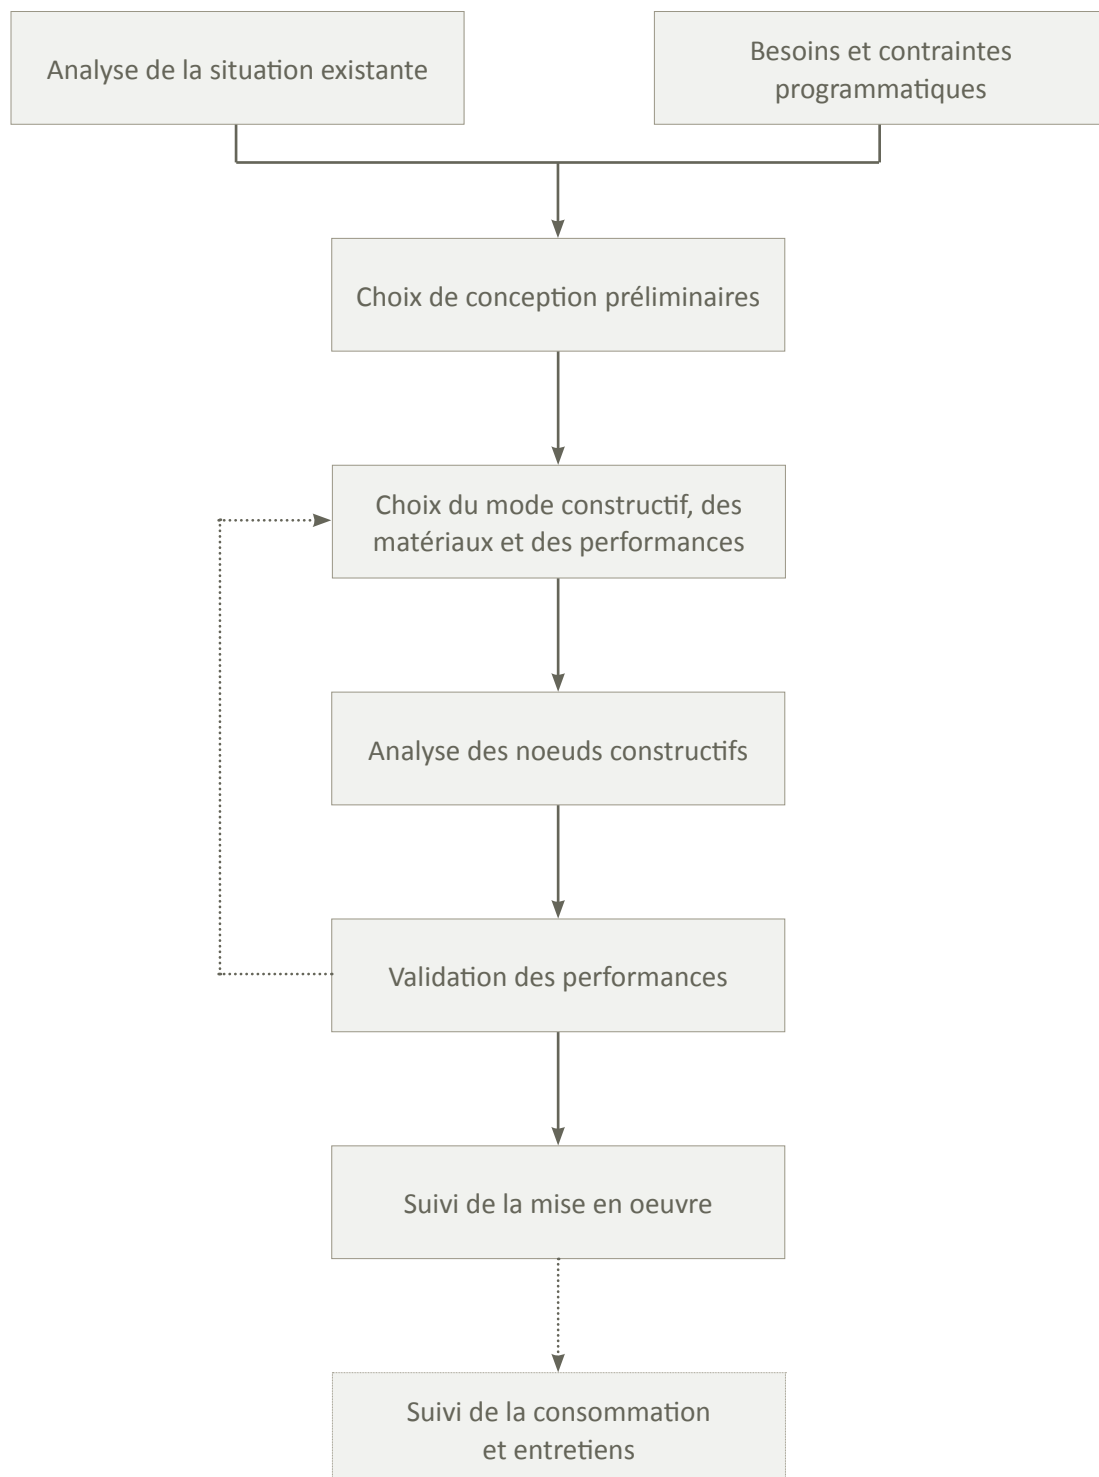 Analyse de la situation existante
Besoins et contraintes
programmatiques
Choix de conception préliminaires
Choix du mode constructif, des
matériaux et des performances
Analyse des noeuds constructifs
Validation des performances
Suivi de la mise en oeuvre
Suivi de la consommation
et entretiens